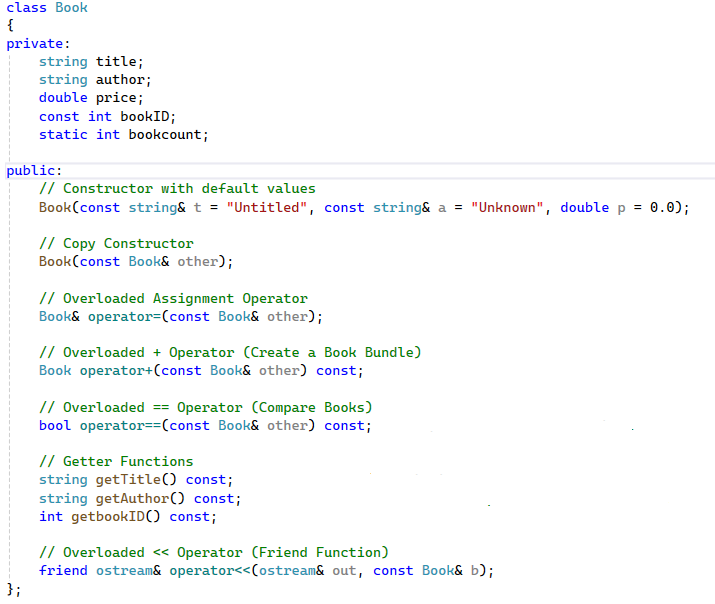 class Book
{
private:
    string title;
    string author;
    double price;
    const int bookID;
    static int bookcount;

public:
    // Constructor with default values
    Book(const string& t = "Untitled", const string& a = "Unknown", double p = 0.0);

    // Copy Constructor
    Book(const Book& other);

    // Overloaded Assignment Operator
    Book& operator=(const Book& other);

    // Overloaded + Operator (Create a Book Bundle)
    Book operator+(const Book& other) const;

    // Overloaded == Operator (Compare Books)
    bool operator==(const Book& other) const;

    // Getter Functions
    string getTitle() const;
    string getAuthor() const;
    int getbookID() const;

    // Overloaded << Operator (Friend Function)
    friend ostream& operator<<(ostream& out, const Book& b);
};